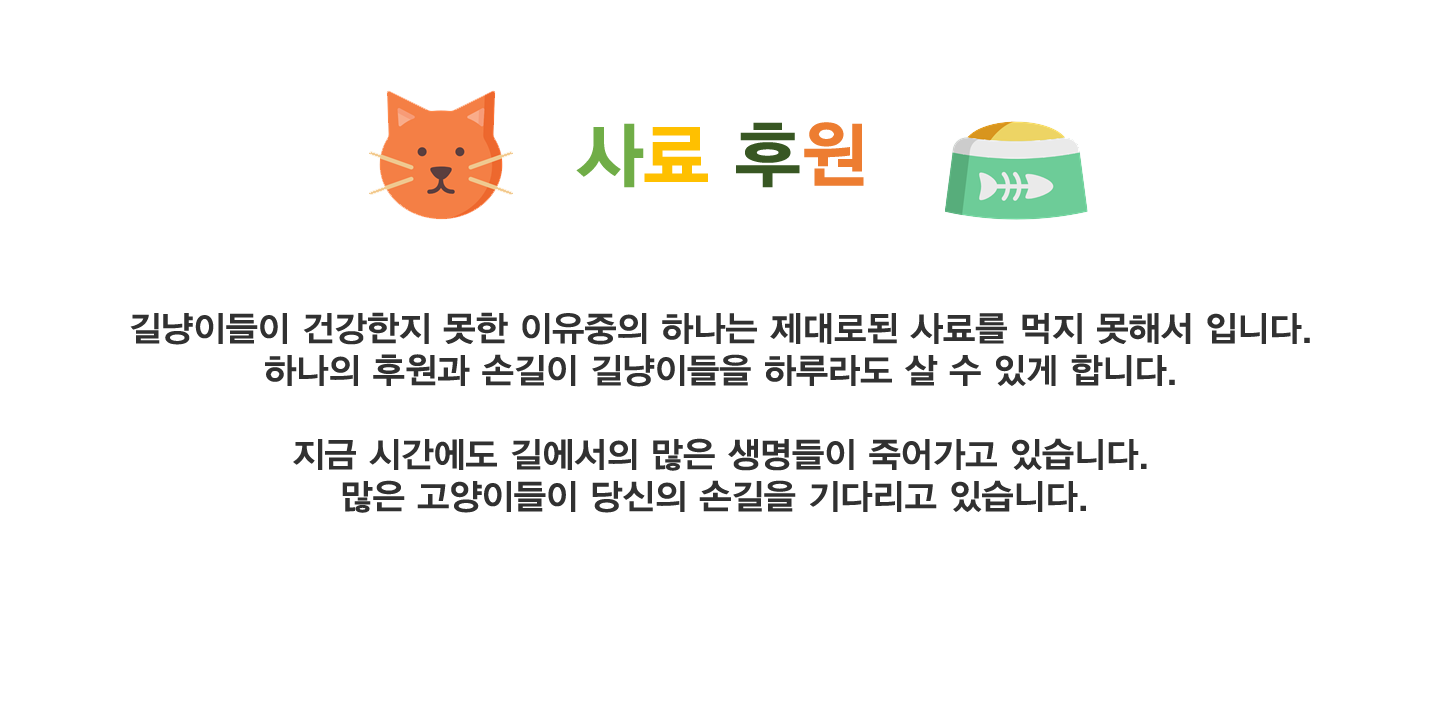 사료 후원
길냥이들이 건강한지 못한 이유중의 하나는 제대로된 사료를 먹지 못해서 입니다.
하나의 후원과 손길이 길냥이들을 하루라도 살 수 있게 합니다.
지금 시간에도 길에서의 많은 생명들이 죽어가고 있습니다.
많은 고양이들이 당신의 손길을 기다리고 있습니다.